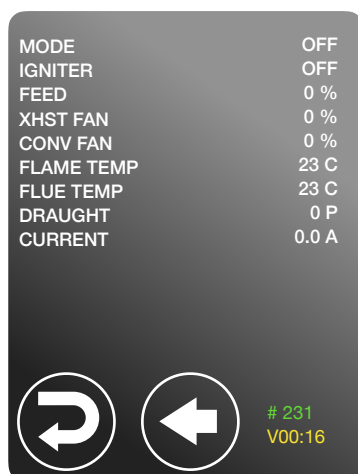 MODE OFF
IGNITER OFF
FEED 0 %
XHST FAN 0 %
CONV FAN 0 %
FLAME TEMP 23 C
FLUE TEMP 23 C
DRAUGHT 0 P
CURRENT 0.0 A
# 231
V00:16